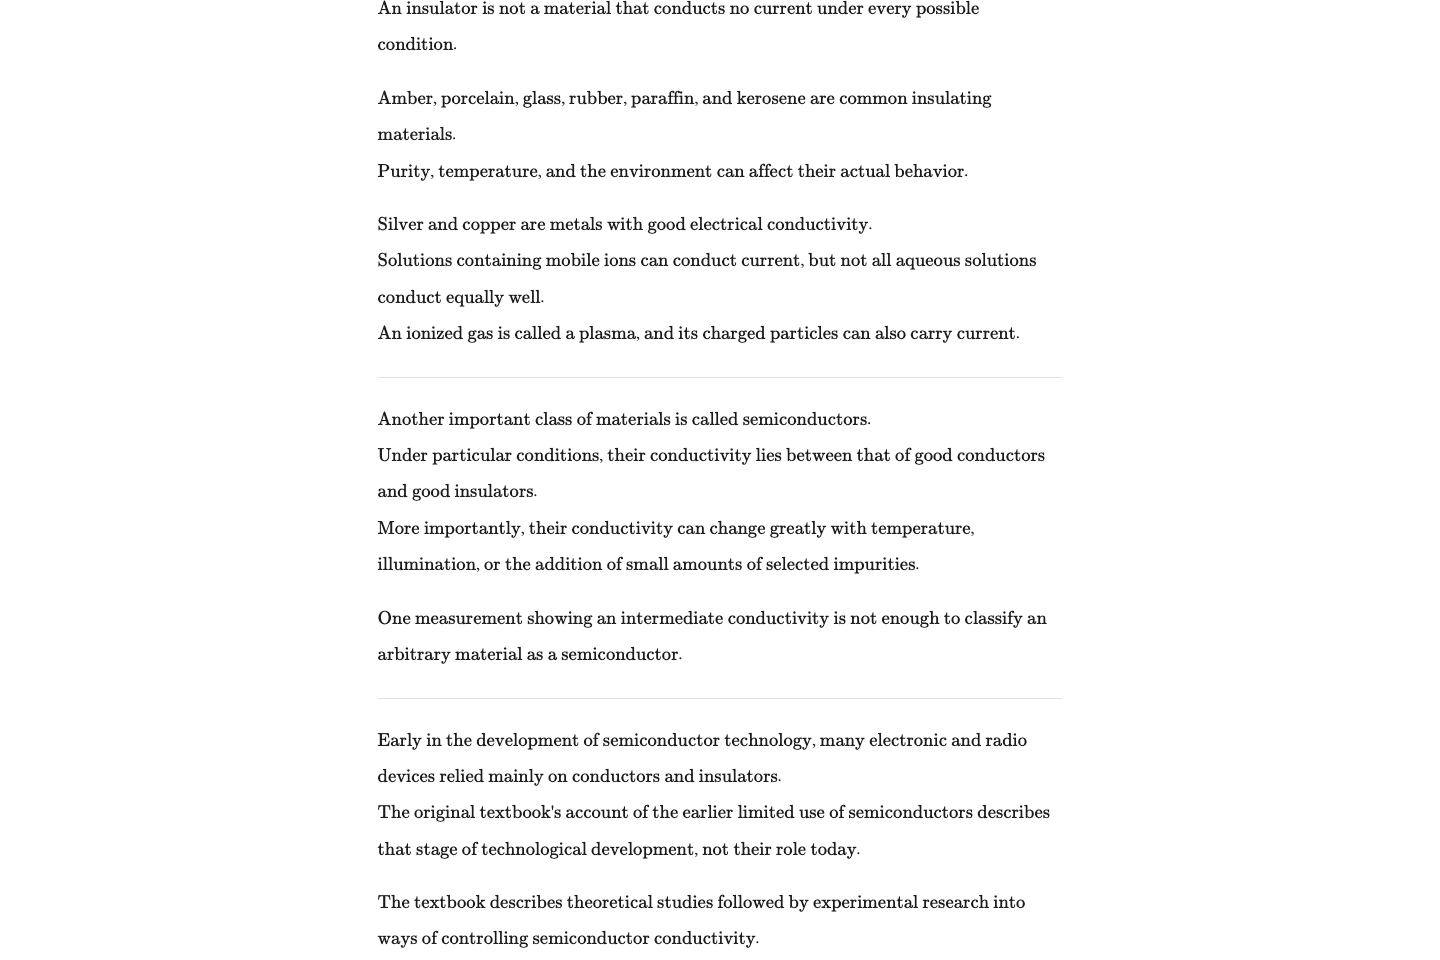 An insulator is not a material that conducts no current under every possible
condition.
Amber, porcelain, glass, rubber, paraffin, and kerosene are common insulating
materials.
Purity, temperature, and the environment can affect their actual behavior.
Silver and copper are metals with good electrical conductivity.
Solutions containing mobile ions can conduct current, but not all aqueous solutions
conduct equally well.
An ionized gas is called a plasma, and its charged particles can also carry current.
Another important class of materials is called semiconductors.
Under particular conditions, their conductivity lies between that of good conductors
and good insulators.
More importantly, their conductivity can change greatly with temperature,
illumination, or the addition of small amounts of selected impurities.
One measurement showing an intermediate conductivity is not enough to classify an
arbitrary material as a semiconductor.
Early in the development of semiconductor technology, many electronic and radio
devices relied mainly on conductors and insulators.
The original textbook's account of the earlier limited use of semiconductors describes
that stage of technological development, not their role today.
The textbook describes theoretical studies followed by experimental research into
ways of controlling semiconductor conductivity.